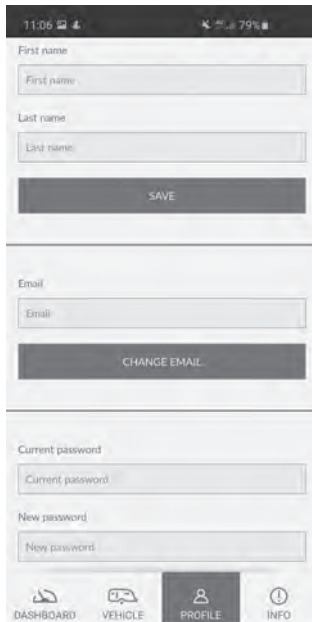 11:06 79%
First name
First name
Last name
Last name
SAVE
Email
Email
CHANGE EMAIL
Current password
Current password
New password
New password
DASHBOARD VEHICLE PROFILE INFO